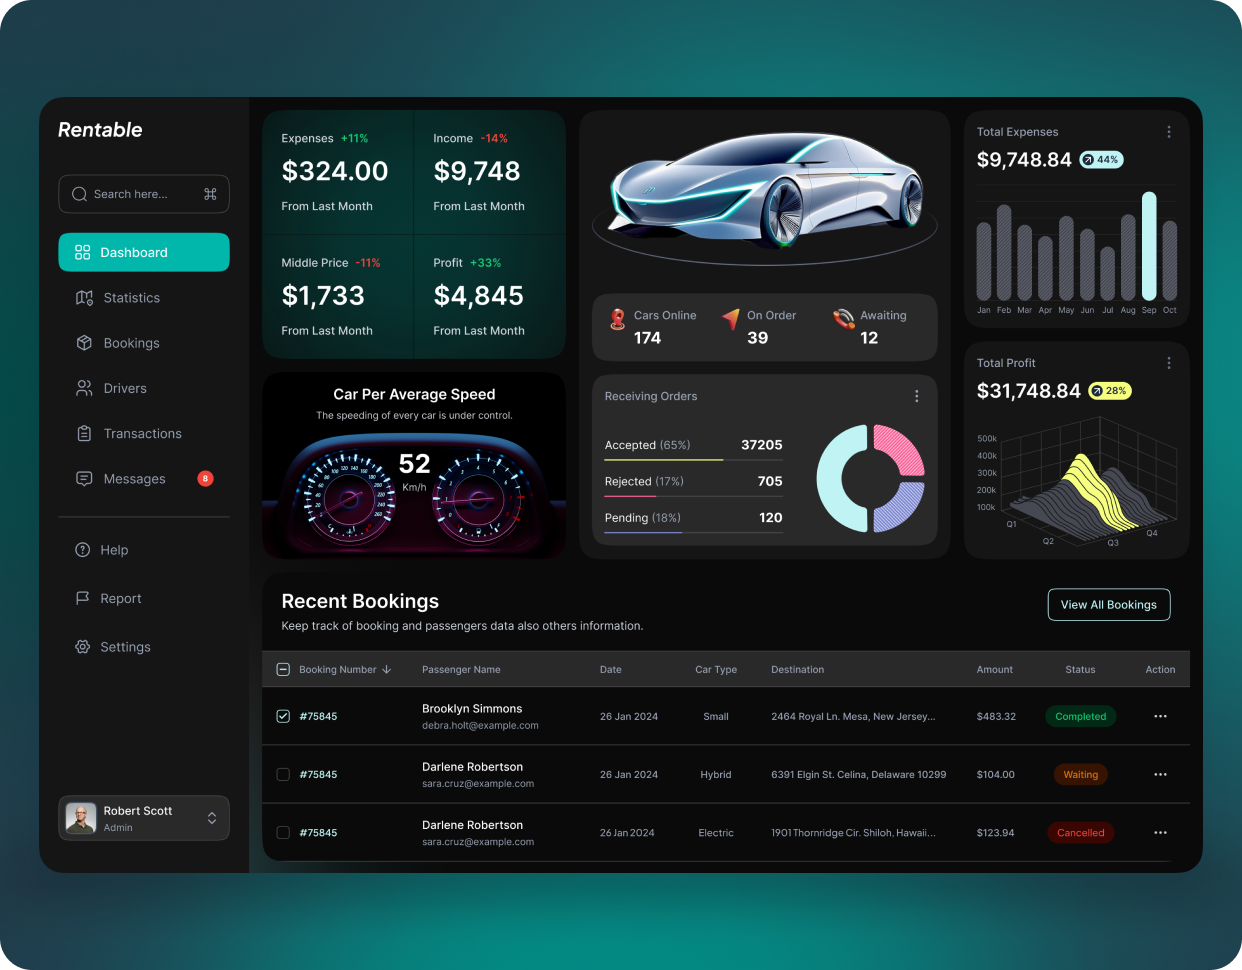 Rentable
Search here...
Dashboard
Statistics
Bookings
Drivers
Transactions
Messages 8
Help
Report
Settings
Robert Scott
Admin
Expenses +11%
$324.00
From Last Month
Income -14%
$9,748
From Last Month
Middle Price -11%
$1,733
From Last Month
Profit +33%
$4,845
From Last Month
Car Per Average Speed
The speeding of every car is under control.
52
Km/h
Cars Online
174
On Order
39
Awaiting
12
Receiving Orders
Accepted (65%) 37205
Rejected (17%) 705
Pending (18%) 120
Total Expenses
$9,748.84 44%
Jan Feb Mar Apr May Jun Jul Aug Sep Oct
Total Profit
$31,748.84 28%
500k
400k
300k
200k
100k
Q1
Q2
Q3
Q4
Recent Bookings
Keep track of booking and passengers data also others information.
View All Bookings
Booking Number Passenger Name Date Car Type Destination Amount Status Action
#75845 Brooklyn Simmons 26 Jan 2024 Small 2464 Royal Ln. Mesa, New Jersey... $483.32 Completed
debra.holt@example.com
#75845 Darlene Robertson 26 Jan 2024 Hybrid 6391 Elgin St. Celina, Delaware 10299 $104.00 Waiting
sara.cruz@example.com
#75845 Darlene Robertson 26 Jan 2024 Electric 1901 Thornridge Cir. Shiloh, Hawaii... $123.94 Cancelled
sara.cruz@example.com